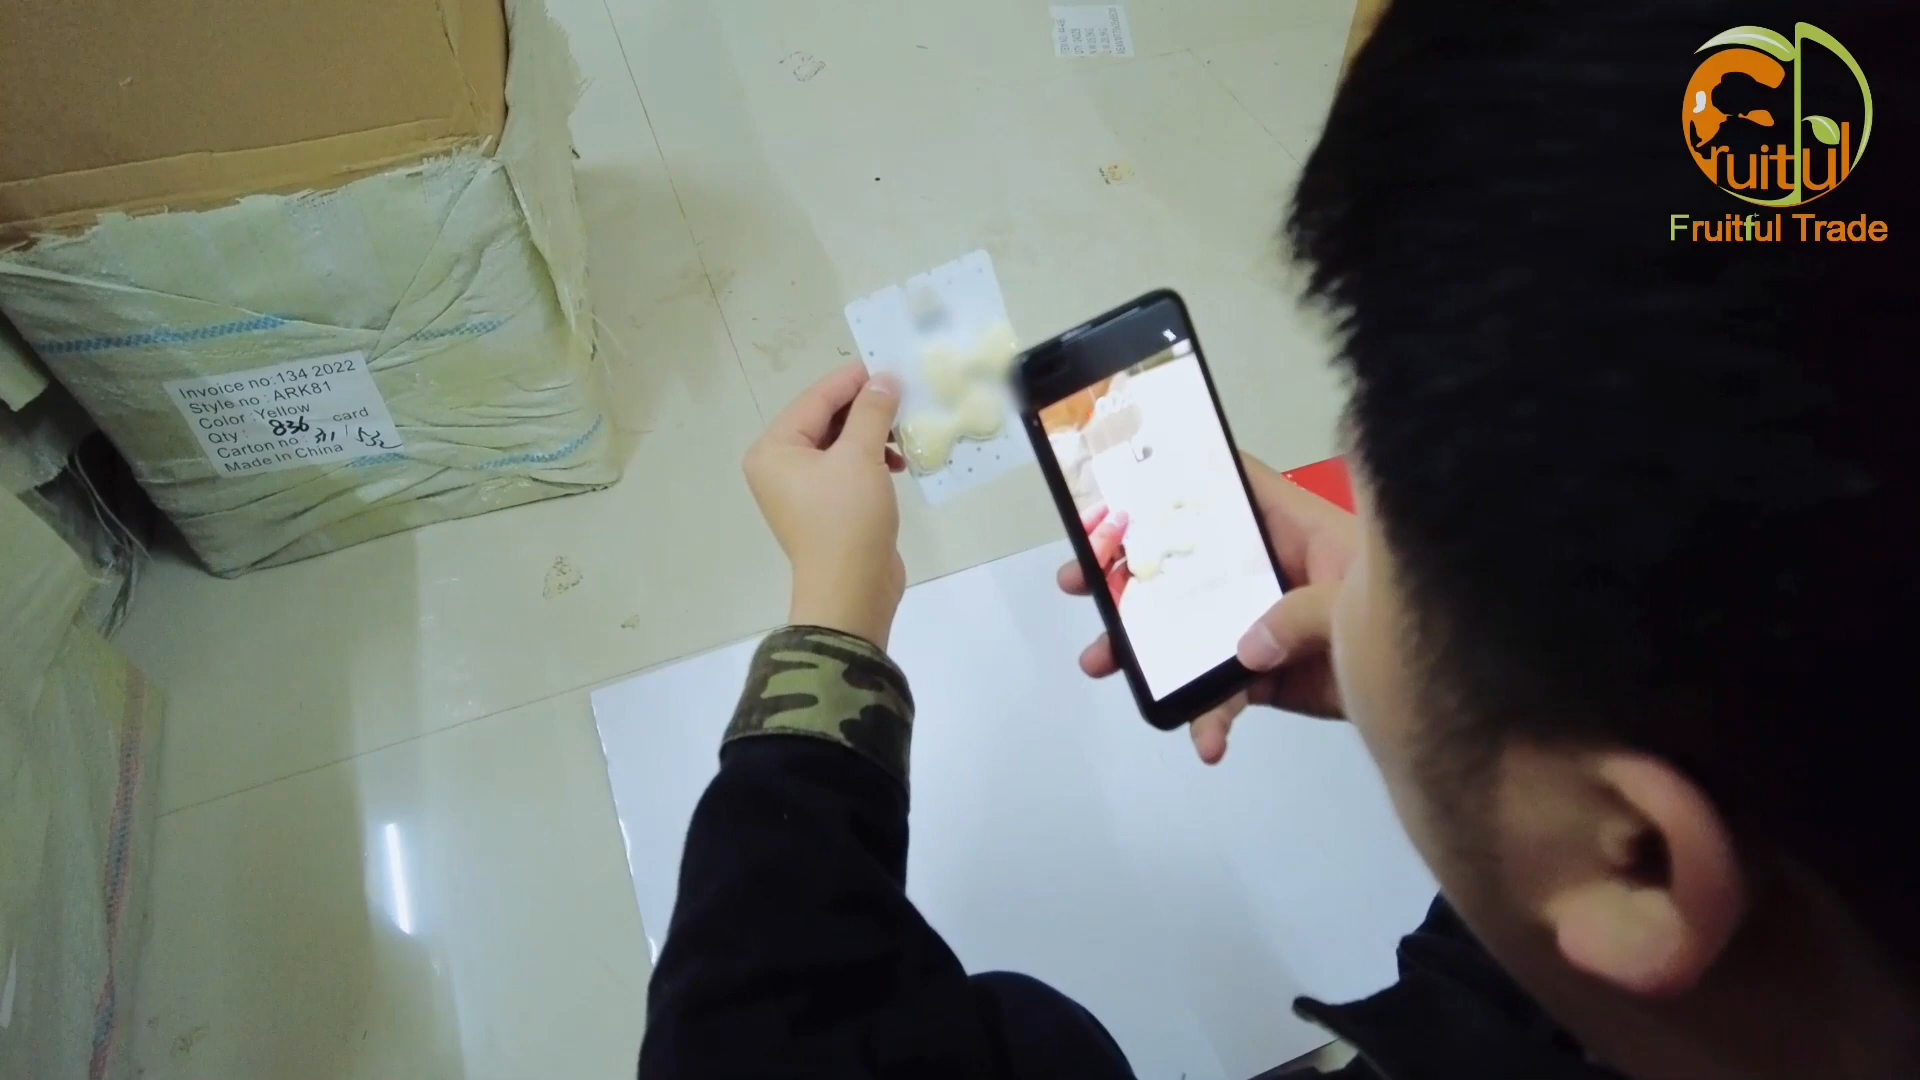 Fruitful
Fruitful Trade
Invoice no:134 2022
Style no : ARK81
Color : Yellow
Qty : 836 card
Carton no : 31 /
Made In China